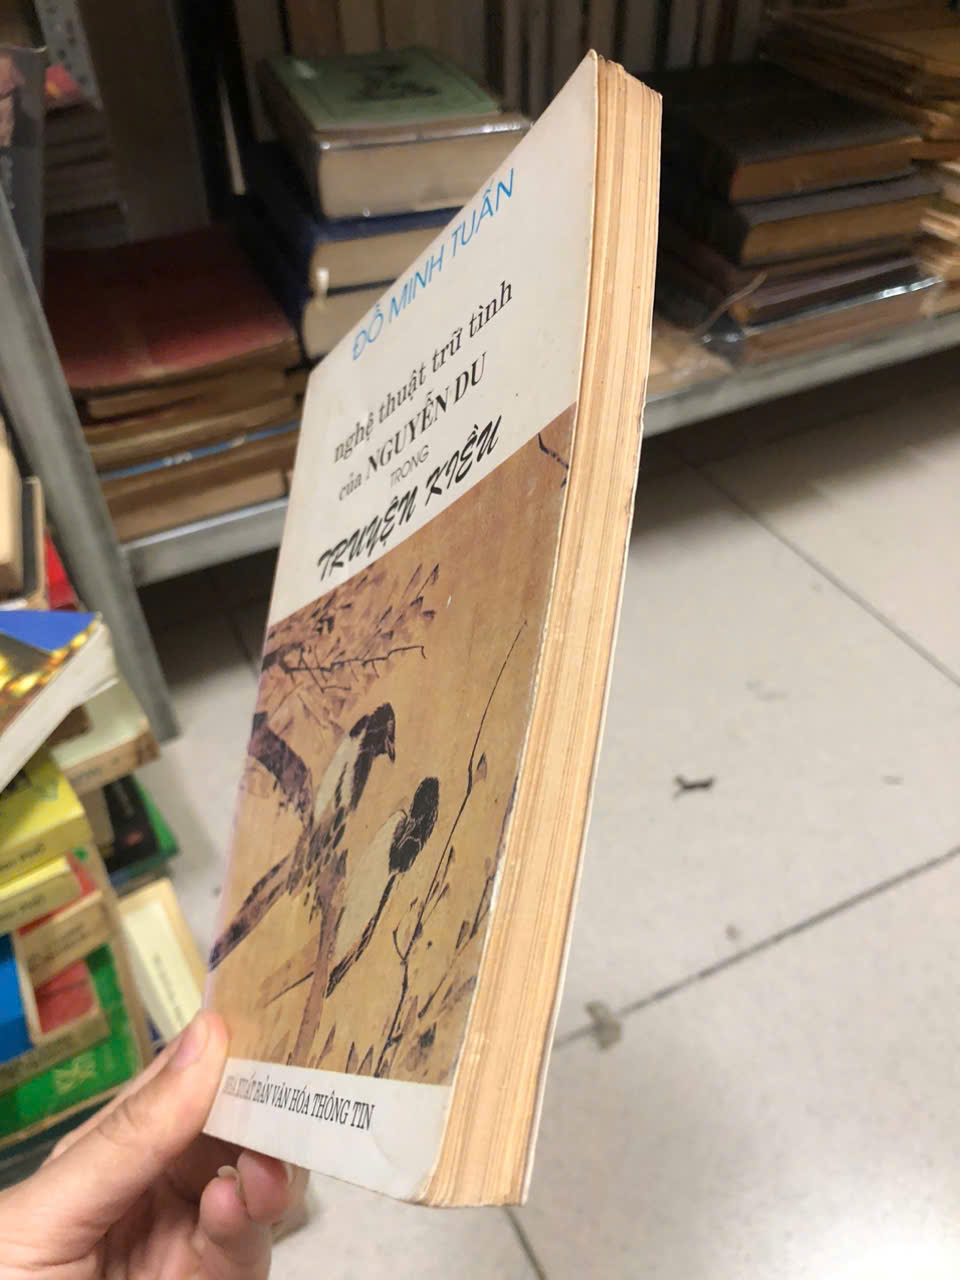 ĐỖ MINH TUẤN
nghệ thuật trữ tình
của NGUYỄN DU
TRONG
TRUYỆN KIỀU
NHÀ XUẤT BẢN VĂN HÓA THÔNG TIN